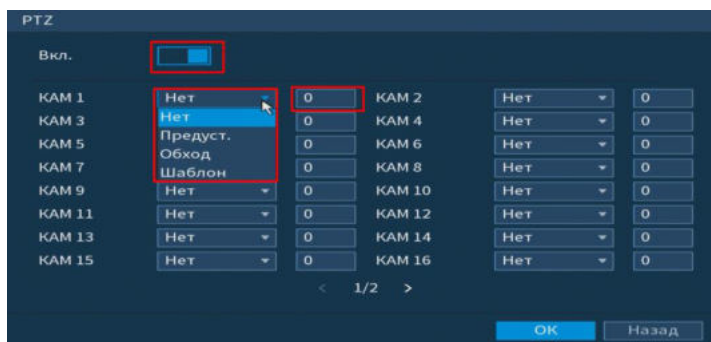 PTZ
Вкл.
КАМ 1 Нет 0 КАМ 2 Нет 0
КАМ 3 Нет 0 КАМ 4 Нет 0
КАМ 5 Предуст. 0 КАМ 6 Нет 0
Обход
КАМ 7 Шаблон 0 КАМ 8 Нет 0
КАМ 9 Нет 0 КАМ 10 Нет 0
КАМ 11 Нет 0 КАМ 12 Нет 0
КАМ 13 Нет 0 КАМ 14 Нет 0
КАМ 15 Нет 0 КАМ 16 Нет 0
< 1/2 >
ОК Назад